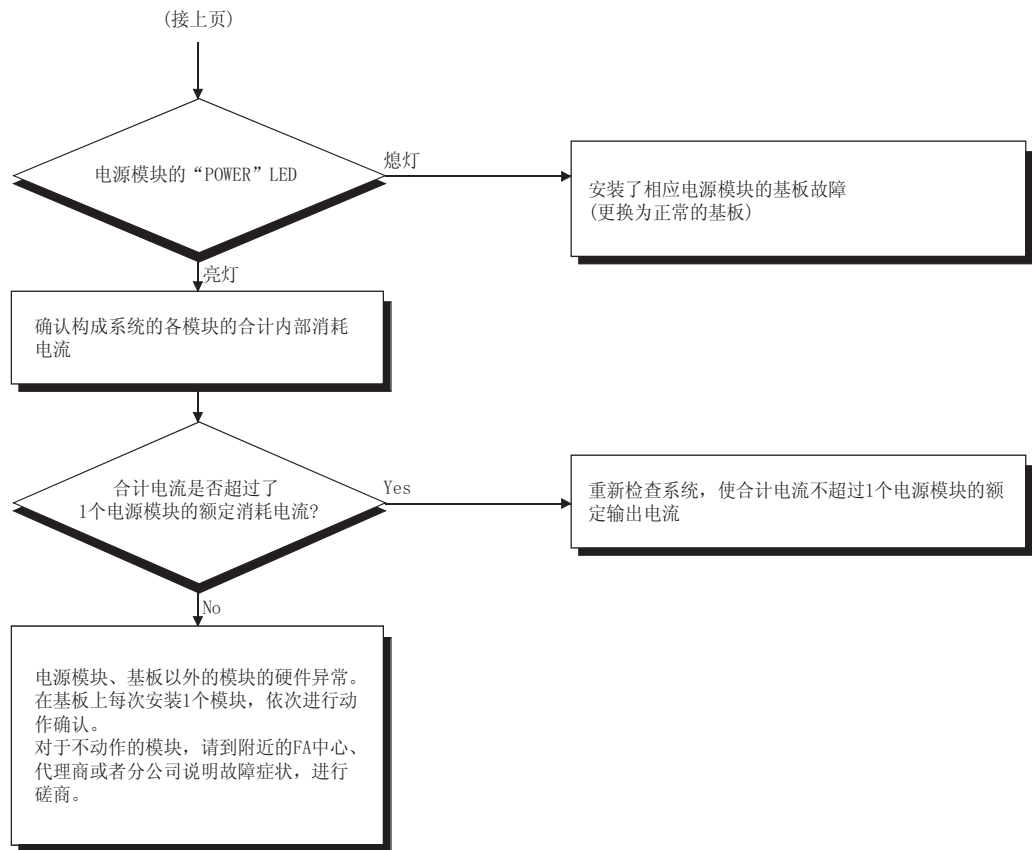 (接上页)
电源模块的“POWER”LED
熄灯
安装了相应电源模块的基板故障
(更换为正常的基板)
亮灯
确认构成系统的各模块的合计内部消耗
电流
合计电流是否超过了
1个电源模块的额定消耗电流?
Yes
重新检查系统，使合计电流不超过1个电源模块的额
定输出电流
No
电源模块、基板以外的模块的硬件异常。
在基板上每次安装1个模块，依次进行动
作确认。
对于不动作的模块，请到附近的FA中心、
代理商或者分公司说明故障症状，进行
磋商。